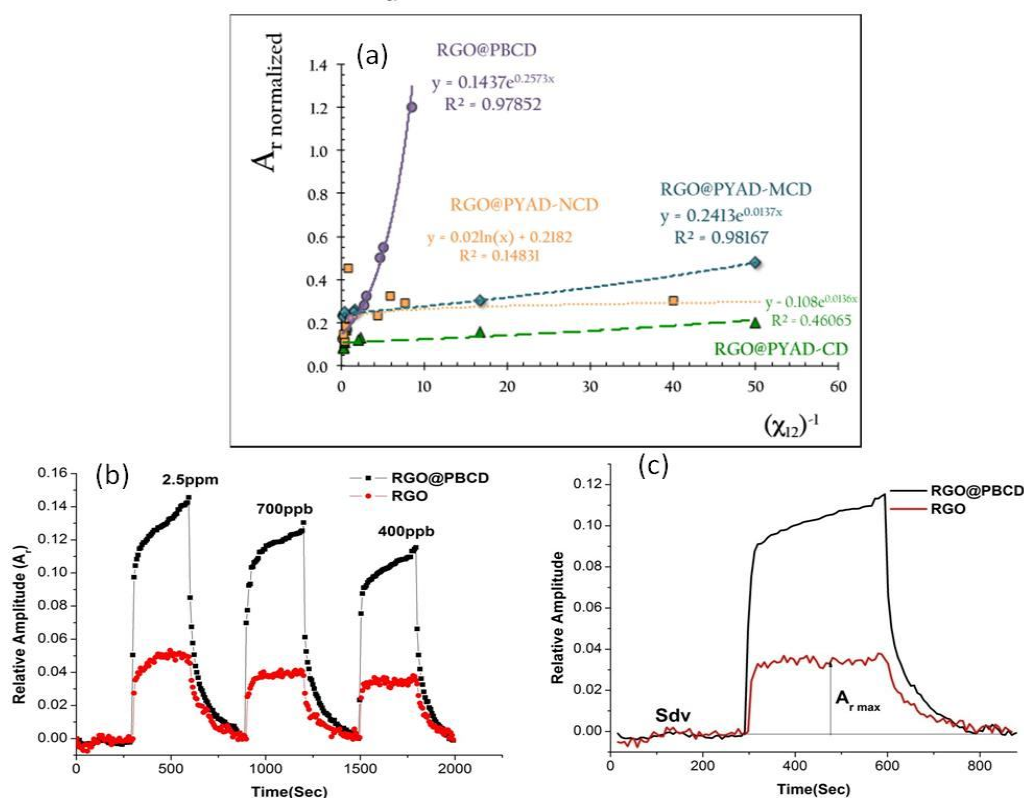 (a)
A_r normalized
1.4
1.2
1.0
0.8
0.6
0.4
0.2
0.0
0 10 20 30 40 50 60
(χ₁₂)⁻¹
RGO@PBCD
y = 0.1437e^0.2573x
R² = 0.97852
RGO@PYAD-NCD
y = 0.02ln(x) + 0.2182
R² = 0.14831
RGO@PYAD-MCD
y = 0.2413e^0.0137x
R² = 0.98167
y = 0.108e^0.0136x
R² = 0.46065
RGO@PYAD-CD
(b)
RGO@PBCD
RGO
2.5ppm
700ppb
400ppb
Relative Amplitude (A_r)
0.16
0.14
0.12
0.10
0.08
0.06
0.04
0.02
0.00
0 500 1000 1500 2000
Time(Sec)
(c)
RGO@PBCD
RGO
Relative Amplitude
0.12
0.10
0.08
0.06
0.04
0.02
0.00
Sdv
A_r max
0 200 400 600 800
Time(Sec)